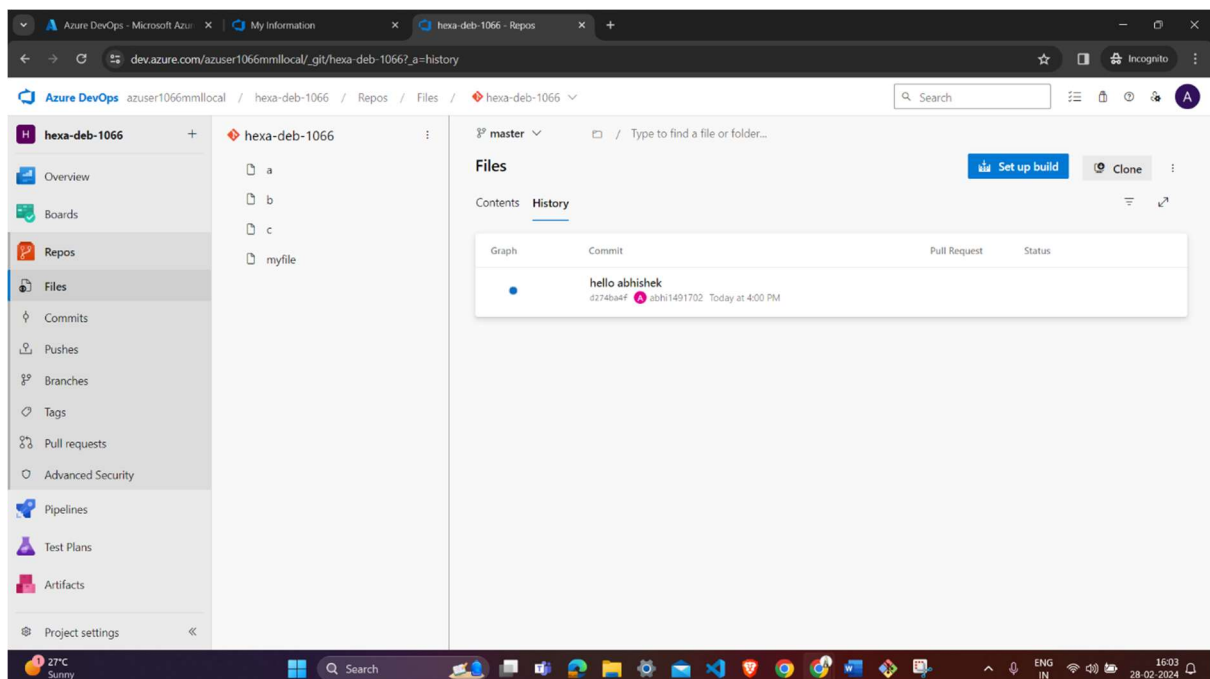 Azure DevOps - Microsoft Azu
My Information
hexa-deb-1066 - Repos
dev.azure.com/azuser1066mmllocal/_git/hexa-deb-1066?_a=history
Incognito
Azure DevOps azuser1066mmllocal / hexa-deb-1066 / Repos / Files / hexa-deb-1066
Search
A
H hexa-deb-1066
Overview
Boards
Repos
Files
Commits
Pushes
Branches
Tags
Pull requests
Advanced Security
Pipelines
Test Plans
Artifacts
Project settings
hexa-deb-1066
a
b
c
myfile
master / Type to find a file or folder...
Files
Set up build
Clone
Contents History
Graph Commit Pull Request Status
hello abhishek
d274ba4f A abhi1491702 Today at 4:00 PM
1
27°C
Sunny
Search
ENG
IN
16:03
28-02-2024